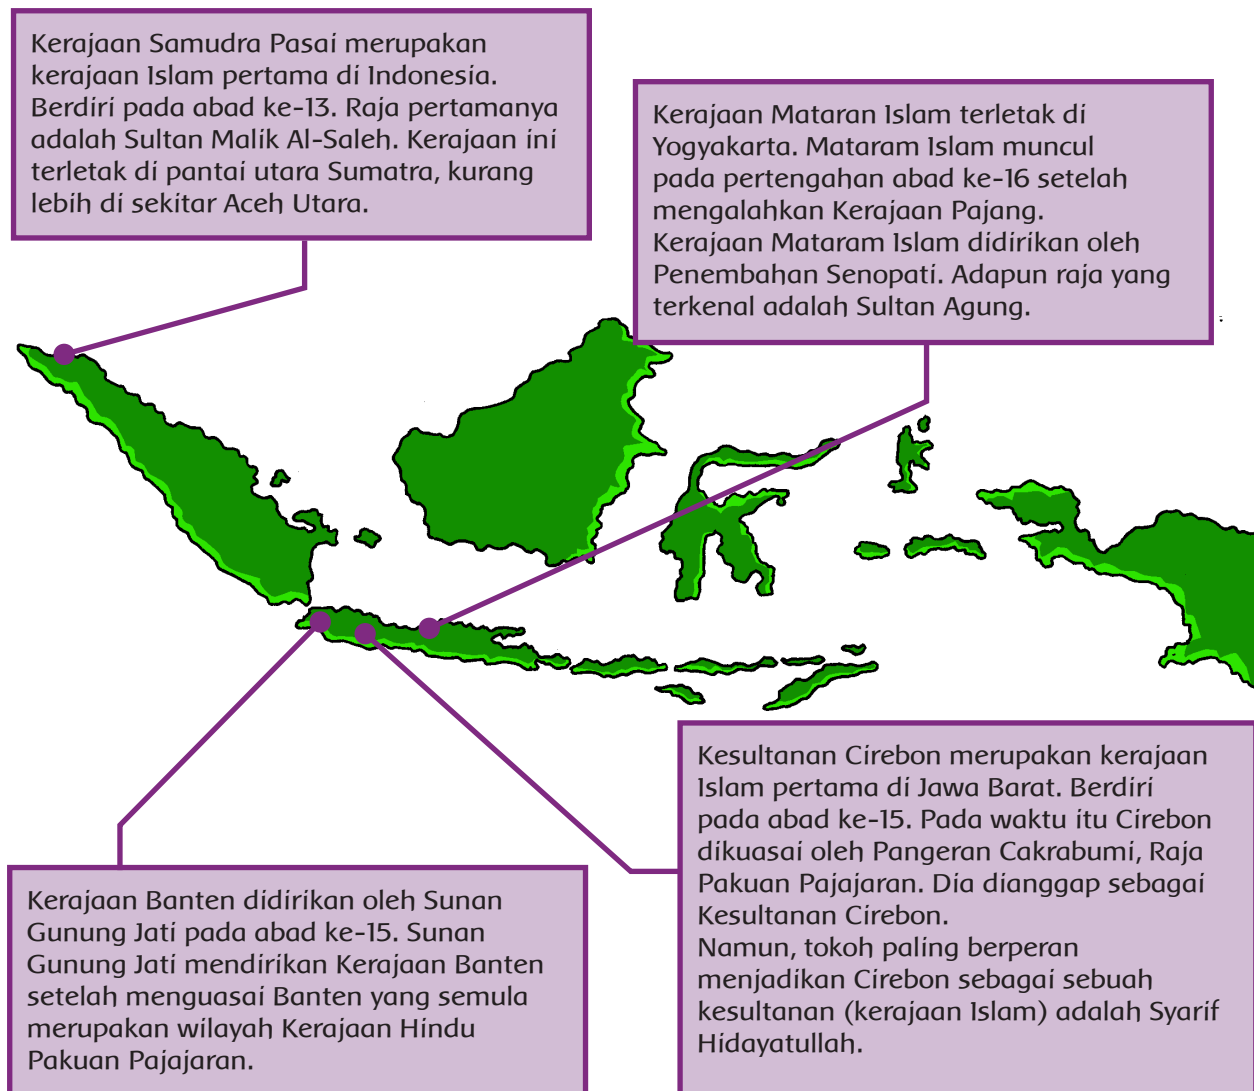 Kerajaan Samudra Pasai merupakan
kerajaan Islam pertama di Indonesia.
Berdiri pada abad ke-13. Raja pertamanya
adalah Sultan Malik Al-Saleh. Kerajaan ini
terletak di pantai utara Sumatra, kurang
lebih di sekitar Aceh Utara.
Kerajaan Mataran Islam terletak di
Yogyakarta. Mataram Islam muncul
pada pertengahan abad ke-16 setelah
mengalahkan Kerajaan Pajang.
Kerajaan Mataram Islam didirikan oleh
Penembahan Senopati. Adapun raja yang
terkenal adalah Sultan Agung.
Kerajaan Banten didirikan oleh Sunan
Gunung Jati pada abad ke-15. Sunan
Gunung Jati mendirikan Kerajaan Banten
setelah menguasai Banten yang semula
merupakan wilayah Kerajaan Hindu
Pakuan Pajajaran.
Kesultanan Cirebon merupakan kerajaan
Islam pertama di Jawa Barat. Berdiri
pada abad ke-15. Pada waktu itu Cirebon
dikuasai oleh Pangeran Cakrabumi, Raja
Pakuan Pajajaran. Dia dianggap sebagai
Kesultanan Cirebon.
Namun, tokoh paling berperan
menjadikan Cirebon sebagai sebuah
kesultanan (kerajaan Islam) adalah Syarif
Hidayatullah.